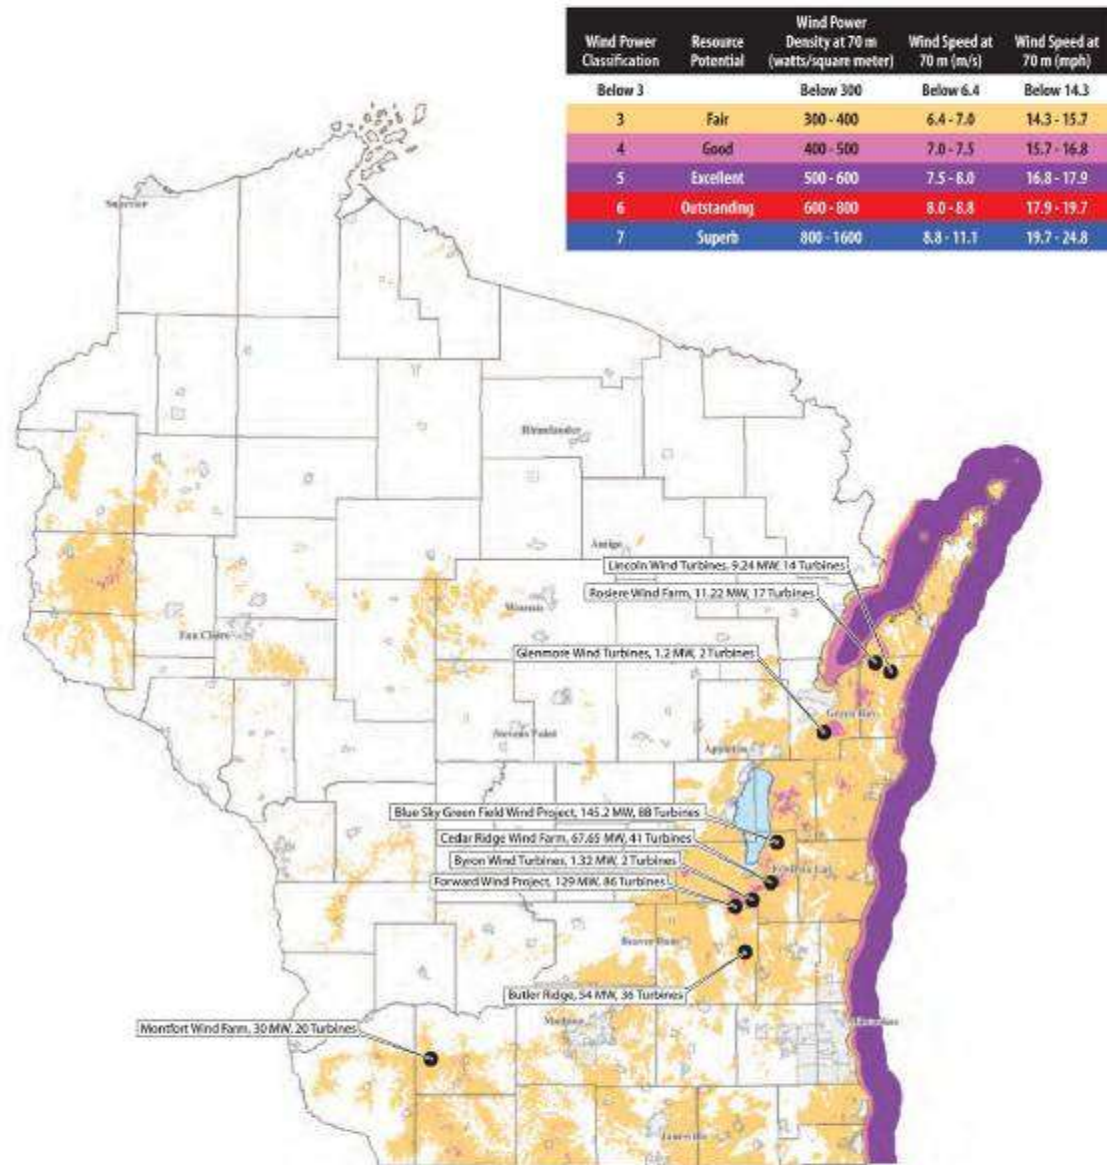 Wind Power Classification Resource Potential Wind Power Density at 70 m (watts/square meter) Wind Speed at 70 m (m/s) Wind Speed at 70 m (mph)
Below 3 Below 300 Below 6.4 Below 14.3
3 Fair 300 - 400 6.4 - 7.0 14.3 - 15.7
4 Good 400 - 500 7.0 - 7.5 15.7 - 16.8
5 Excellent 500 - 600 7.5 - 8.0 16.8 - 17.9
6 Outstanding 600 - 800 8.0 - 8.8 17.9 - 19.7
7 Superb 800 - 1600 8.8 - 11.1 19.7 - 24.8
Superior
Rhinelander
Antigo
Lincoln Wind Turbines, 9.24 MW, 14 Turbines
Rosiere Wind Farm, 11.22 MW, 17 Turbines
Wausau
Eau Claire
Glenmore Wind Turbines, 1.2 MW, 2 Turbines
Green Bay
Stevens Point
Appleton
Blue Sky Green Field Wind Project, 145.2 MW, 88 Turbines
Cedar Ridge Wind Farm, 67.65 MW, 41 Turbines
Byron Wind Turbines, 1.32 MW, 2 Turbines
Fond du Lac
Forward Wind Project, 129 MW, 86 Turbines
Beaver Dam
Butler Ridge, 54 MW, 36 Turbines
Madison
Milwaukee
Montfort Wind Farm, 30 MW, 20 Turbines
Janesville